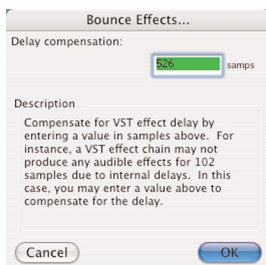 Bounce Effects...
Delay compensation:
526 samps
Description
Compensate for VST effect delay by
entering a value in samples above. For
instance, a VST effect chain may not
produce any audible effects for 102
samples due to internal delays. In this
case, you may enter a value above to
compensate for the delay.
Cancel OK